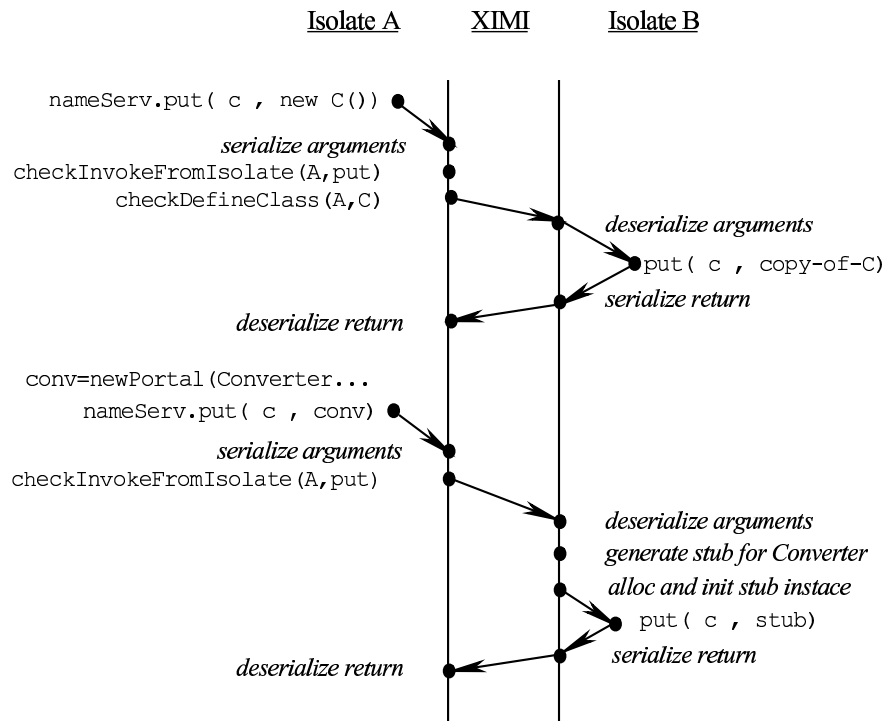 Isolate A XIMI Isolate B
nameServ.put( c , new C())
serialize arguments
checkInvokeFromIsolate(A,put)
checkDefineClass(A,C)
deserialize arguments
put( c , copy-of-C)
serialize return
deserialize return
conv=newPortal(Converter...
nameServ.put( c , conv)
serialize arguments
checkInvokeFromIsolate(A,put)
deserialize arguments
generate stub for Converter
alloc and init stub instace
put( c , stub)
serialize return
deserialize return